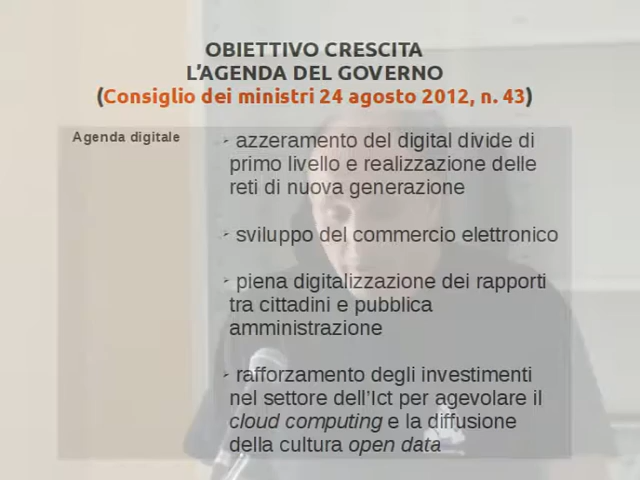 OBIETTIVO CRESCITA
L’AGENDA DEL GOVERNO
(Consiglio dei ministri 24 agosto 2012, n. 43)
Agenda digitale
➢ azzeramento del digital divide di
primo livello e realizzazione delle
reti di nuova generazione
➢ sviluppo del commercio elettronico
➢ piena digitalizzazione dei rapporti
tra cittadini e pubblica
amministrazione
➢ rafforzamento degli investimenti
nel settore dell’Ict per agevolare il
cloud computing e la diffusione
della cultura open data